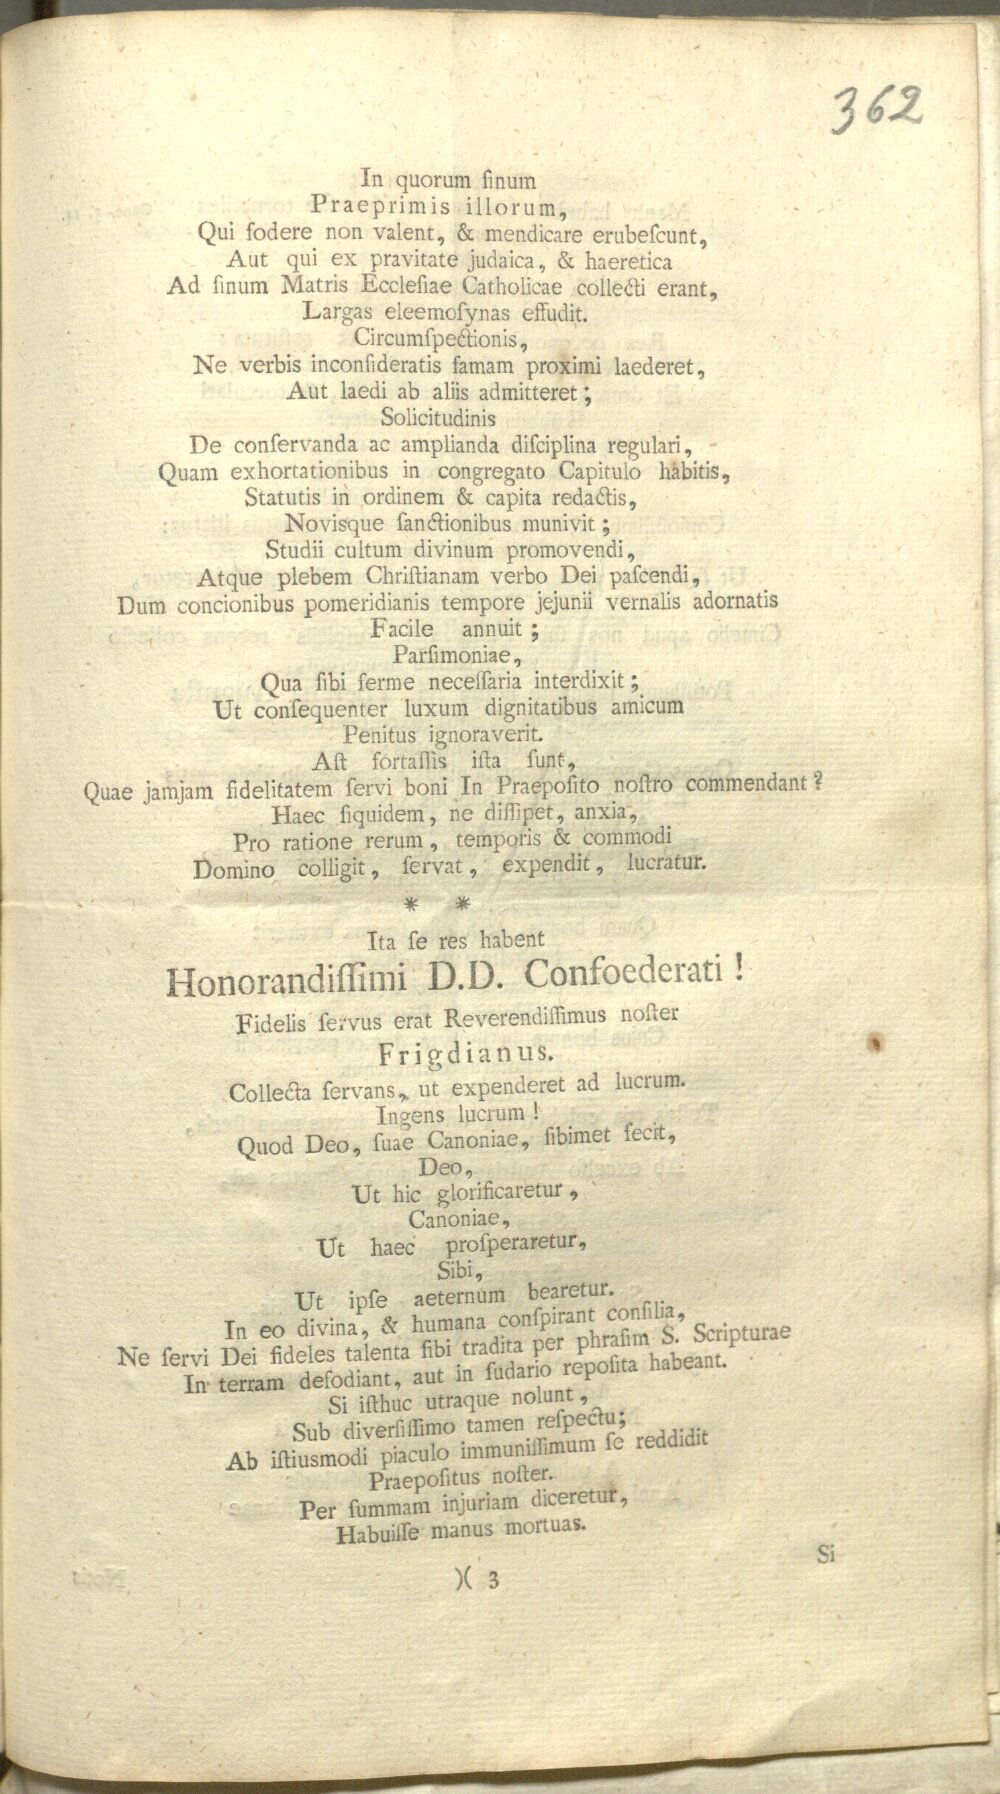 362
In quorum ſinum
Praeprimis illorum,
Qui fodere non valent, & mendicare erubeſcunt,
Aut qui ex pravitate judaica, & haeretica
Ad ſinum Matris Eccleſiae Catholicae collecti erant,
Largas eleemoſynas effudit.
Circumſpectionis,
Ne verbis inconſideratis famam proximi laederet,
Aut laedi ab aliis admitteret;
Solicitudinis
De conſervanda ac amplianda diſciplina regulari,
Quam exhortationibus in congregato Capitulo habitis,
Statutis in ordinem & capita redactis,
Novisque ſanctionibus munivit;
Studii cultum divinum promovendi,
Atque plebem Chriſtianam verbo Dei paſcendi,
Dum concionibus pomeridianis tempore jejunii vernalis adornatis
Facile annuit;
Parſimoniae,
Qua ſibi ferme neceſſaria interdixit;
Ut conſequenter luxum dignitatibus amicum
Penitus ignoraverit.
Aſt fortaſſis iſta ſunt,
Quae jamjam fidelitatem ſervi boni In Praepoſito noſtro commendant?
Haec ſiquidem, ne diſſipet, anxia,
Pro ratione rerum, temporis & commodi
Domino colligit, ſervat, expendit, lucratur.
* *
Ita ſe res habent
Honorandiſſimi D.D. Confoederati!
Fidelis ſervus erat Reverendiſſimus noſter
Frigdianus.
Collecta ſervans, ut expenderet ad lucrum.
Ingens lucrum!
Quod Deo, ſuae Canoniae, ſibimet fecit,
Deo,
Ut hic glorificaretur,
Canoniae,
Ut haec proſperaretur,
Sibi,
Ut ipſe aeternum bearetur.
In eo divina, & humana conſpirant conſilia,
Ne ſervi Dei fideles talenta ſibi tradita per phraſim S. Scripturae
In terram defodiant, aut in ſudario repoſita habeant.
Si iſthuc utraque nolunt,
Sub diverſiſſimo tamen reſpectu;
Ab iſtiusmodi piaculo immuniſſimum ſe reddidit
Praepoſitus noſter.
Per ſummam injuriam diceretur,
Habuiſſe manus mortuas.
Si
)( 3